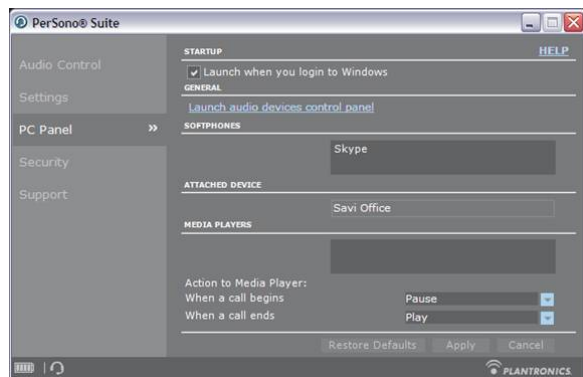 PerSono® Suite
Audio Control
Settings
PC Panel »
Security
Support
STARTUP
HELP
Launch when you login to Windows
GENERAL
Launch audio devices control panel
SOFTPHONES
Skype
ATTACHED DEVICE
Savi Office
MEDIA PLAYERS
Action to Media Player:
When a call begins Pause
When a call ends Play
Restore Defaults Apply Cancel
PLANTRONICS